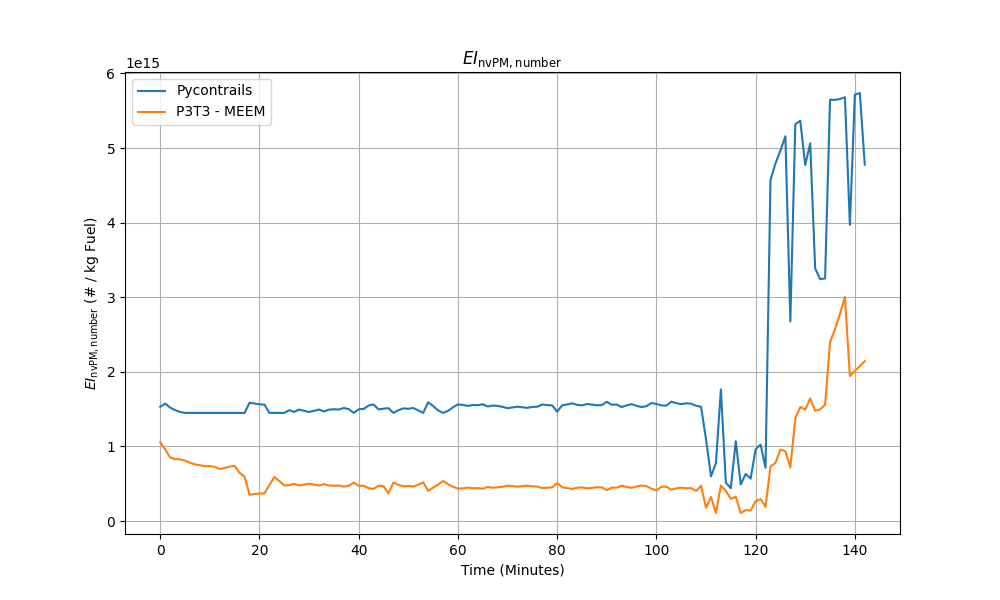 EI_nvPM, number
1e15
Pycontrails
P3T3 - MEEM
EI_nvPM, number (# / kg Fuel)
6
5
4
3
2
1
0
0 20 40 60 80 100 120 140
Time (Minutes)